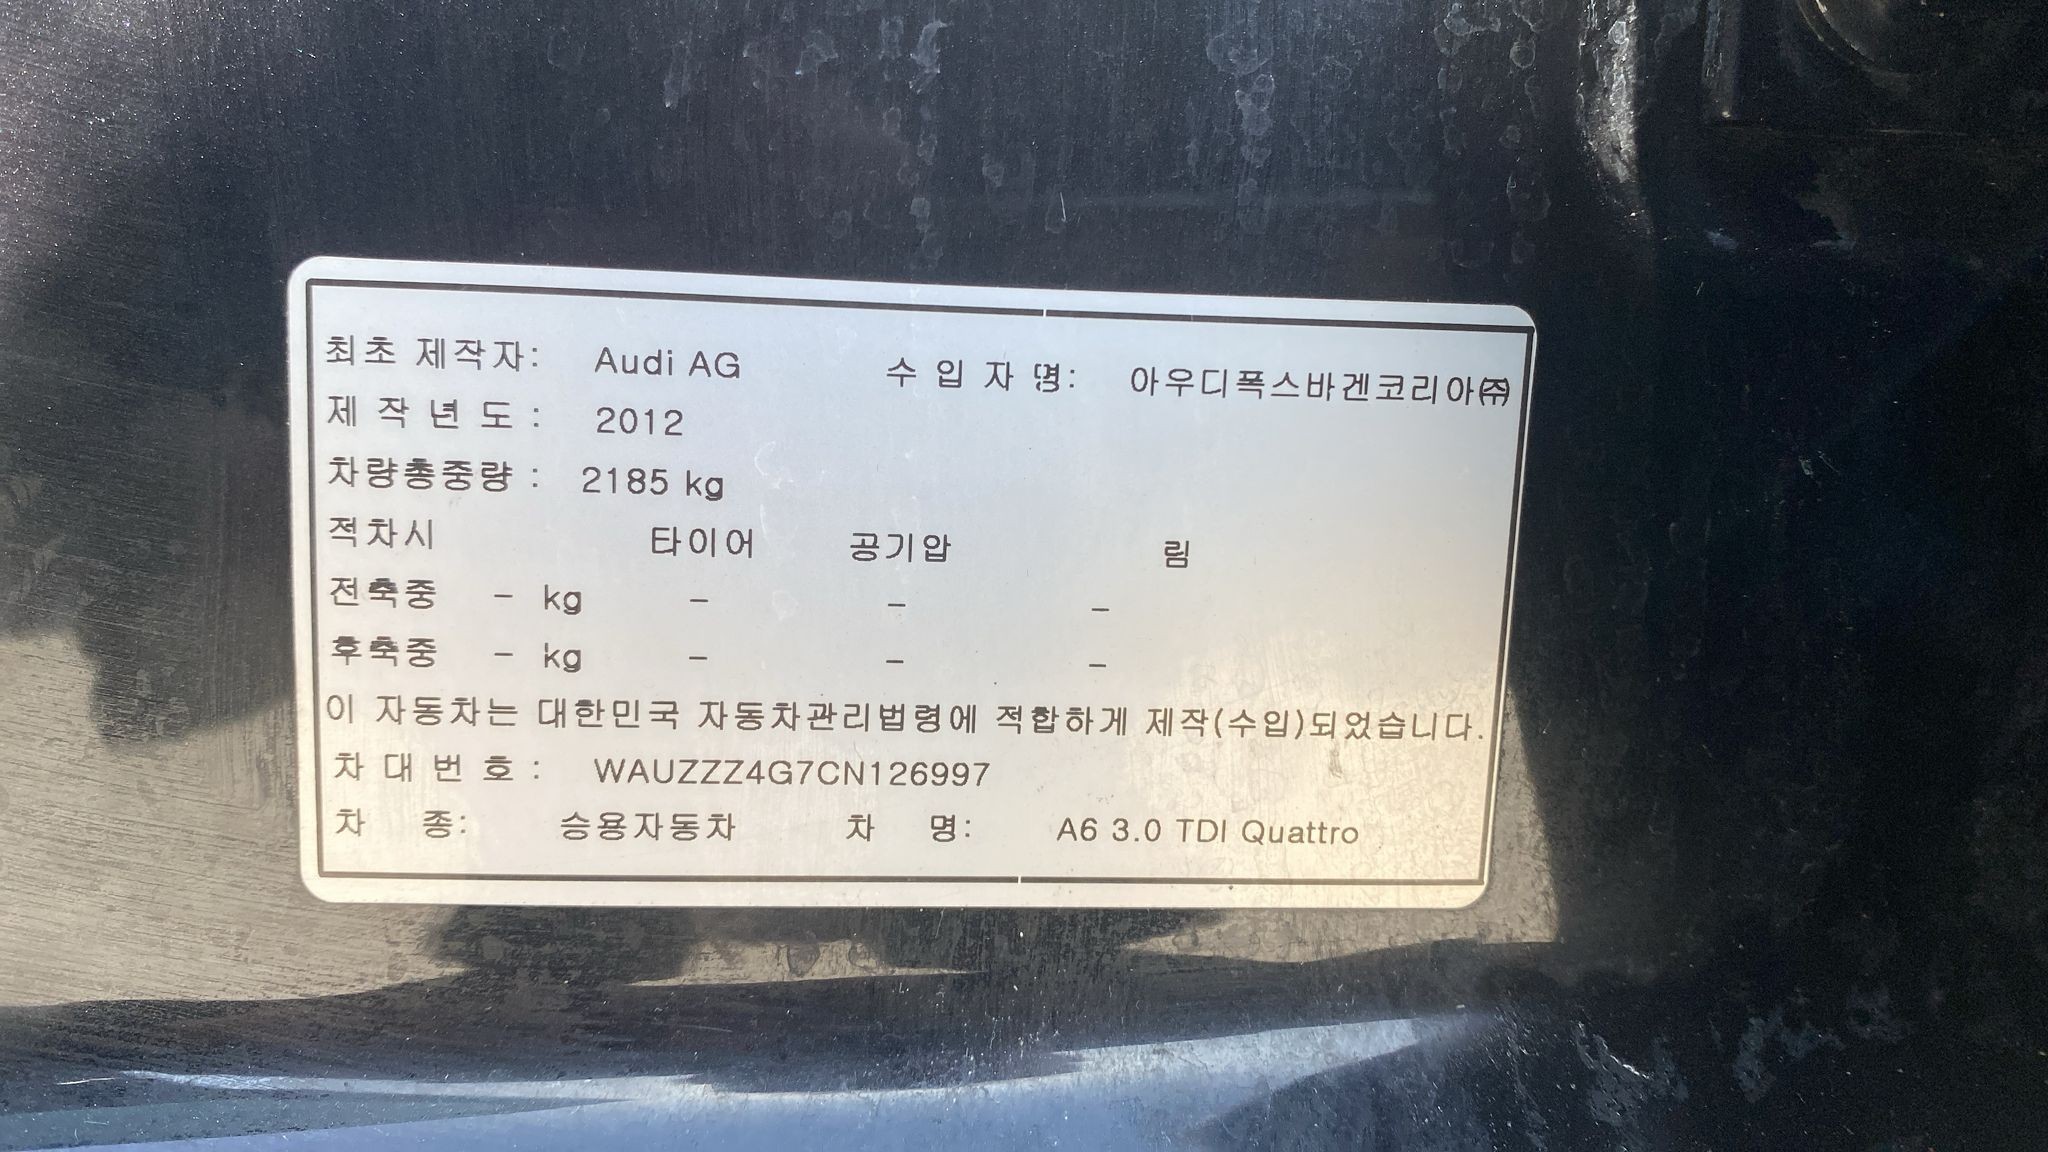 최초 제작자: Audi AG 수 입 자 명: 아우디폭스바겐코리아㈜
제 작 년 도 : 2012
차량총중량 : 2185 kg
적차시 타이어 공기압 림
전축중 - kg - - -
후축중 - kg - - -
이 자동차는 대한민국 자동차관리법령에 적합하게 제작(수입)되었습니다.
차 대 번 호 : WAUZZZ4G7CN126997
차 종: 승용자동차 차 명: A6 3.0 TDI Quattro